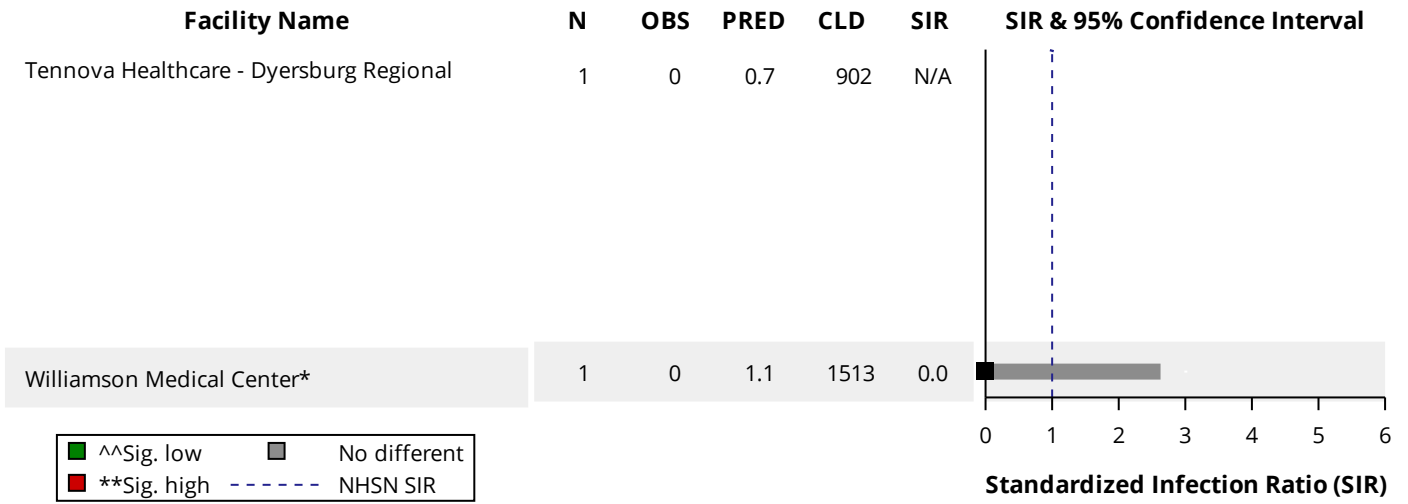 Facility Name N OBS PRED CLD SIR SIR & 95% Confidence Interval
Tennova Healthcare - Dyersburg Regional 1 0 0.7 902 N/A
Williamson Medical Center* 1 0 1.1 1513 0.0
0 1 2 3 4 5 6
Standardized Infection Ratio (SIR)
^^Sig. low No different
**Sig. high NHSN SIR